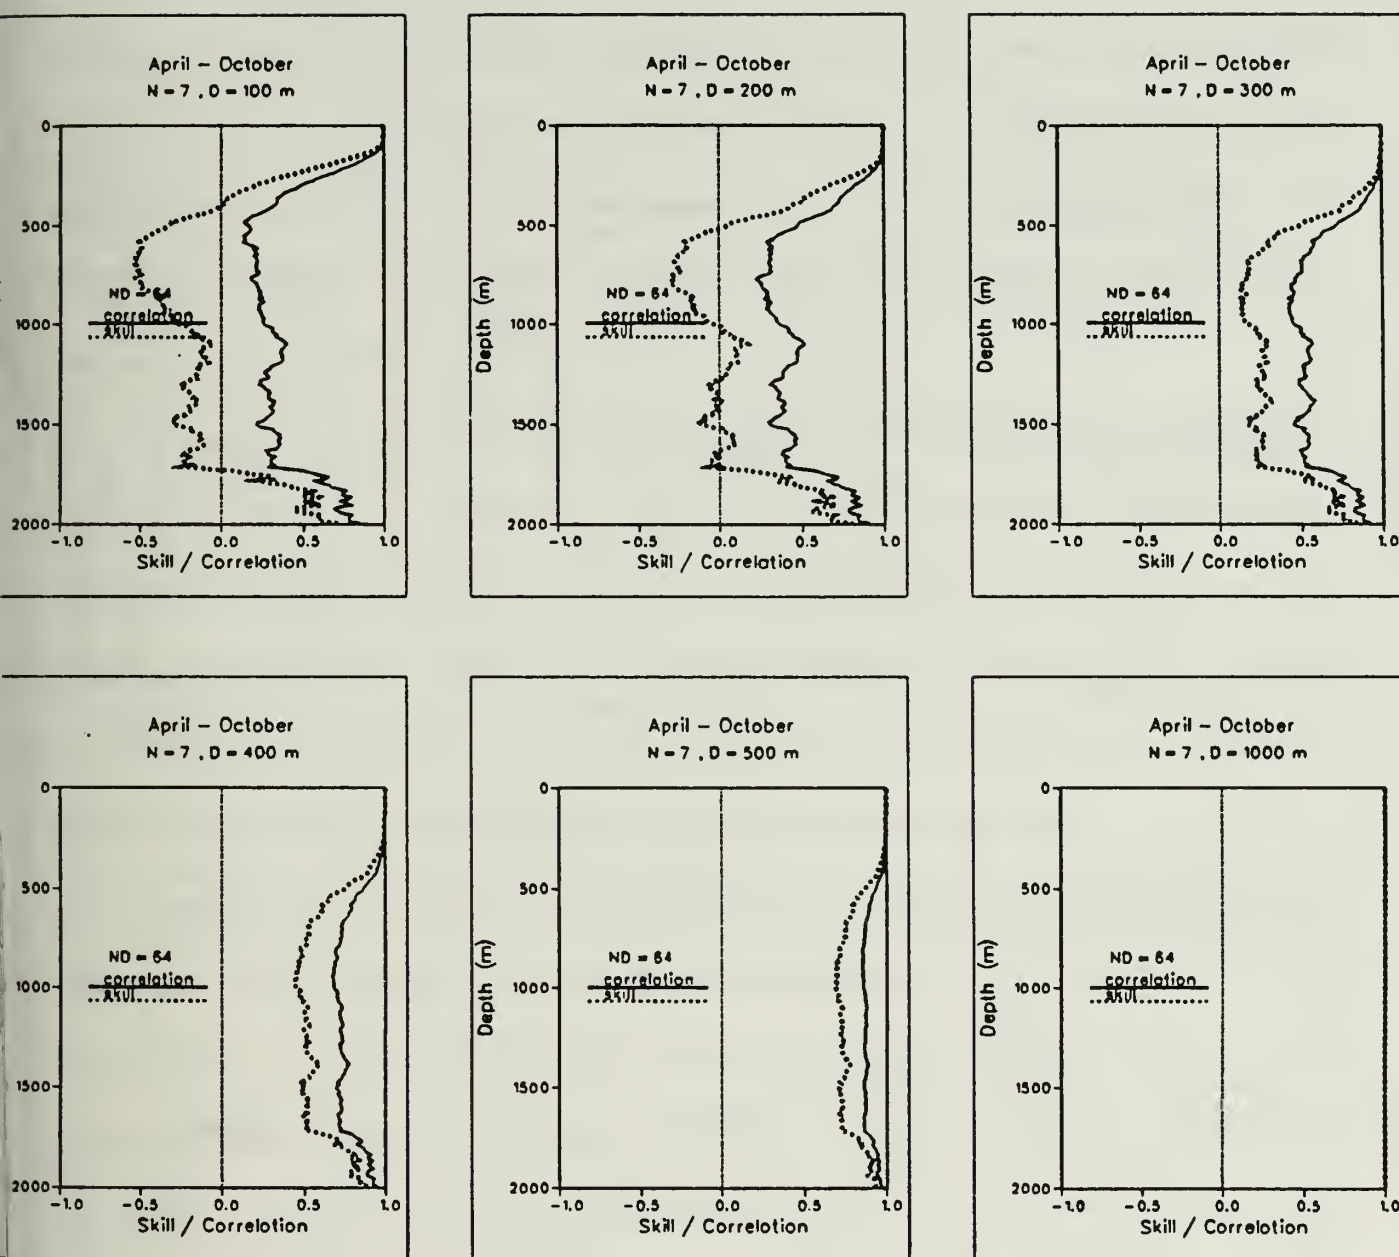 April – October
N = 7 , D = 100 m
0
500
1000
1500
2000
ND = 64
correlation
skill
-1.0 -0.5 0.0 0.5 1.0
Skill / Correlation
April – October
N = 7 , D = 200 m
Depth (m)
0
500
1000
1500
2000
ND = 64
correlation
skill
-1.0 -0.5 0.0 0.5 1.0
Skill / Correlation
April – October
N = 7 , D = 300 m
Depth (m)
0
500
1000
1500
2000
ND = 64
correlation
skill
-1.0 -0.5 0.0 0.5 1.0
Skill / Correlation
April – October
N = 7 , D = 400 m
0
500
1000
1500
2000
ND = 64
correlation
skill
-1.0 -0.5 0.0 0.5 1.0
Skill / Correlation
April – October
N = 7 , D = 500 m
Depth (m)
0
500
1000
1500
2000
ND = 64
correlation
skill
-1.0 -0.5 0.0 0.5 1.0
Skill / Correlation
April – October
N = 7 , D = 1000 m
Depth (m)
0
500
1000
1500
2000
ND = 64
correlation
skill
-1.0 -0.5 0.0 0.5 1.0
Skill / Correlation